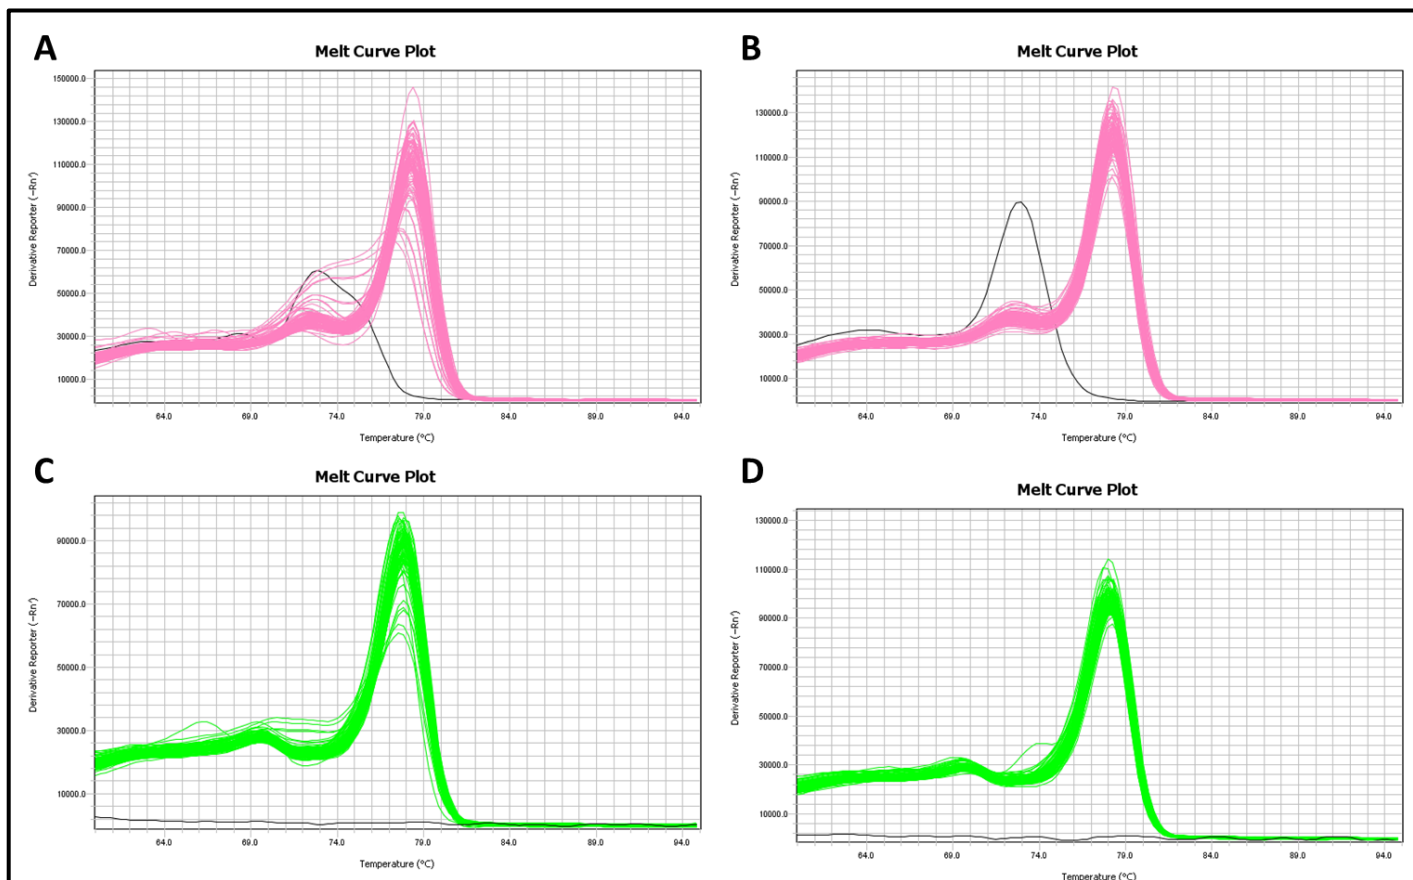 A
Melt Curve Plot
150000.0
130000.0
110000.0
90000.0
70000.0
50000.0
30000.0
10000.0
Derivative Reporter (-Rn')
64.0 69.0 74.0 79.0 84.0 89.0 94.0
Temperature (°C)
B
Melt Curve Plot
130000.0
110000.0
90000.0
70000.0
50000.0
30000.0
10000.0
Derivative Reporter (-Rn')
64.0 69.0 74.0 79.0 84.0 89.0 94.0
Temperature (°C)
C
Melt Curve Plot
90000.0
70000.0
50000.0
30000.0
10000.0
Derivative Reporter (-Rn')
64.0 69.0 74.0 79.0 84.0 89.0 94.0
Temperature (°C)
D
Melt Curve Plot
130000.0
110000.0
90000.0
70000.0
50000.0
30000.0
10000.0
Derivative Reporter (-Rn')
64.0 69.0 74.0 79.0 84.0 89.0 94.0
Temperature (°C)